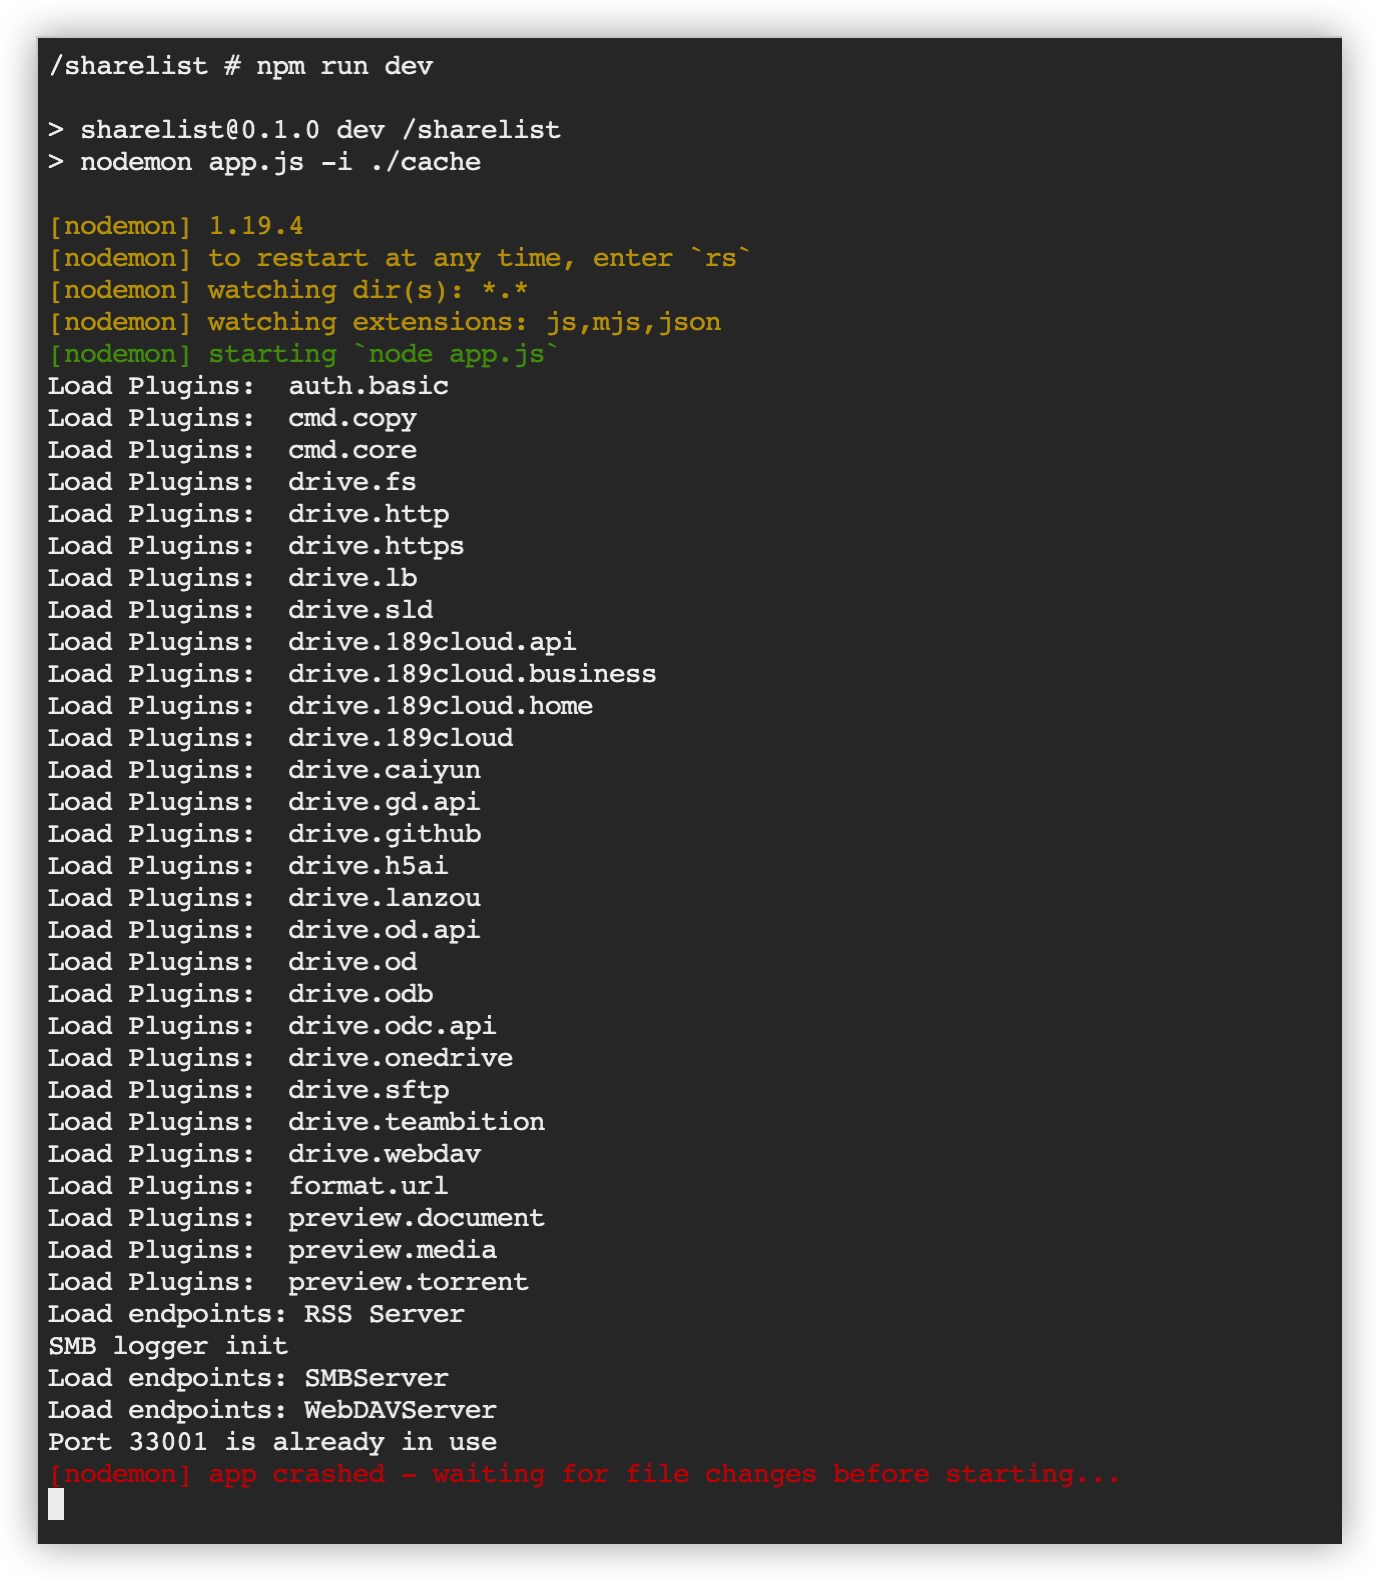 /sharelist # npm run dev
> sharelist@0.1.0 dev /sharelist
> nodemon app.js -i ./cache
[nodemon] 1.19.4
[nodemon] to restart at any time, enter `rs`
[nodemon] watching dir(s): *.*
[nodemon] watching extensions: js,mjs,json
[nodemon] starting `node app.js`
Load Plugins:  auth.basic
Load Plugins:  cmd.copy
Load Plugins:  cmd.core
Load Plugins:  drive.fs
Load Plugins:  drive.http
Load Plugins:  drive.https
Load Plugins:  drive.lb
Load Plugins:  drive.sld
Load Plugins:  drive.189cloud.api
Load Plugins:  drive.189cloud.business
Load Plugins:  drive.189cloud.home
Load Plugins:  drive.189cloud
Load Plugins:  drive.caiyun
Load Plugins:  drive.gd.api
Load Plugins:  drive.github
Load Plugins:  drive.h5ai
Load Plugins:  drive.lanzou
Load Plugins:  drive.od.api
Load Plugins:  drive.od
Load Plugins:  drive.odb
Load Plugins:  drive.odc.api
Load Plugins:  drive.onedrive
Load Plugins:  drive.sftp
Load Plugins:  drive.teambition
Load Plugins:  drive.webdav
Load Plugins:  format.url
Load Plugins:  preview.document
Load Plugins:  preview.media
Load Plugins:  preview.torrent
Load endpoints: RSS Server
SMB logger init
Load endpoints: SMBServer
Load endpoints: WebDAVServer
Port 33001 is already in use
[nodemon] app crashed - waiting for file changes before starting...